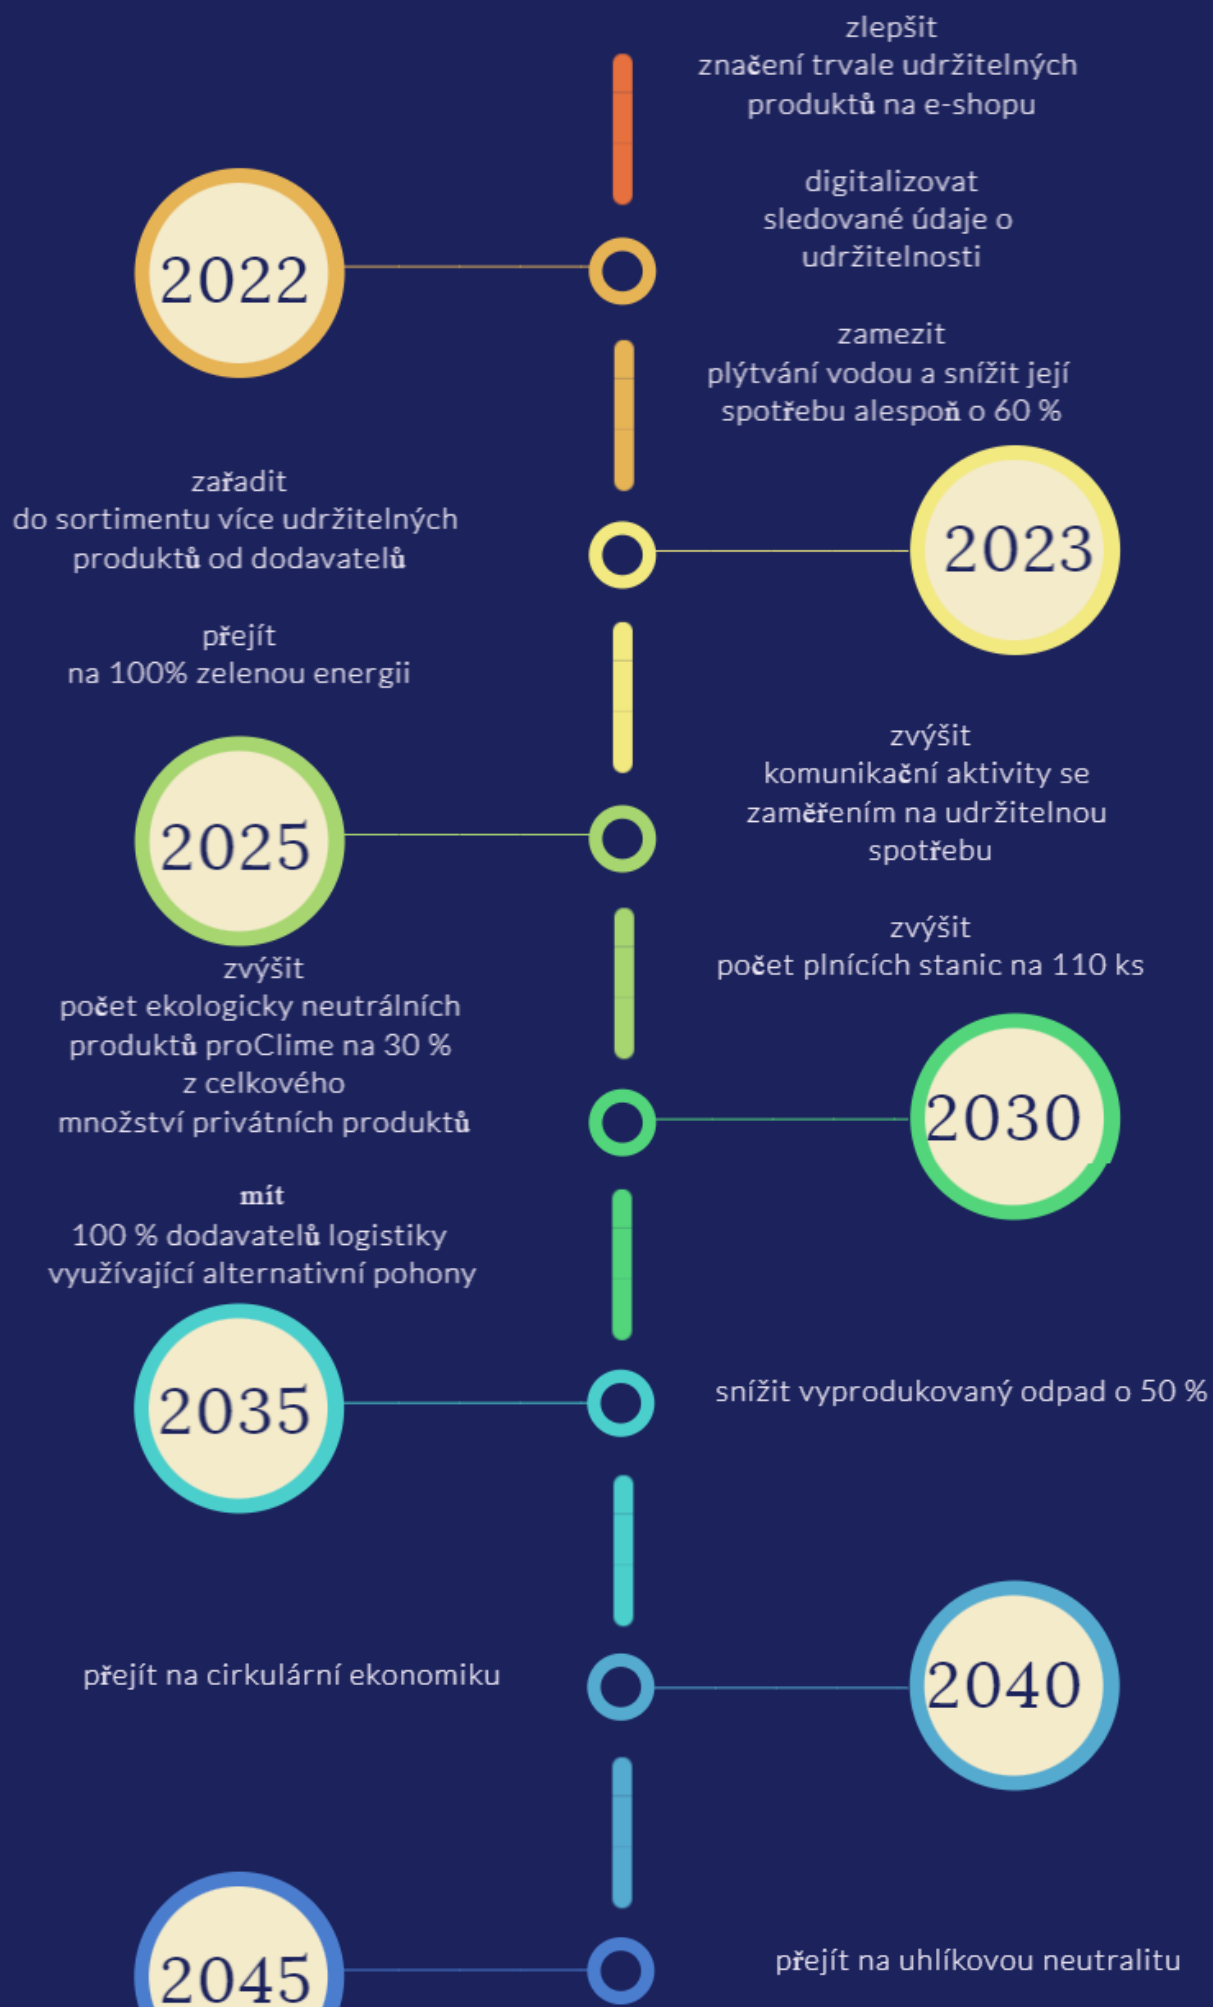 zlepšit
značení trvale udržitelných
produktů na e-shopu
digitalizovat
sledované údaje o
udržitelnosti
2022
zamezit
plýtvání vodou a snížit její
spotřebu alespoň o 60 %
zařadit
do sortimentu více udržitelných
produktů od dodavatelů
2023
přejít
na 100% zelenou energii
2025
zvýšit
komunikační aktivity se
zaměřením na udržitelnou
spotřebu
zvýšit
počet plnících stanic na 110 ks
zvýšit
počet ekologicky neutrálních
produktů proClime na 30 %
z celkového
množství privátních produktů
2030
mít
100 % dodavatelů logistiky
využívající alternativní pohony
2035
snížit vyprodukovaný odpad o 50 %
přejít na cirkulární ekonomiku
2040
2045
přejít na uhlíkovou neutralitu